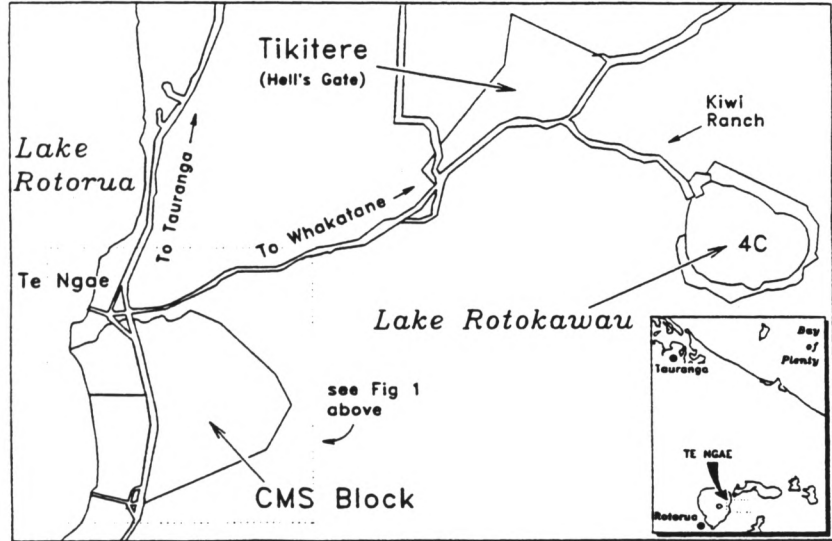 Tikitere
(Hell's Gate)
Kiwi
Ranch
Lake
Rotorua
To Tauranga
To Whakatane
Te Ngae
4C
Lake Rotokawau
see Fig 1
above
CMS Block
Bay
of
Plenty
Tauranga
TE NGAE
Rotorua